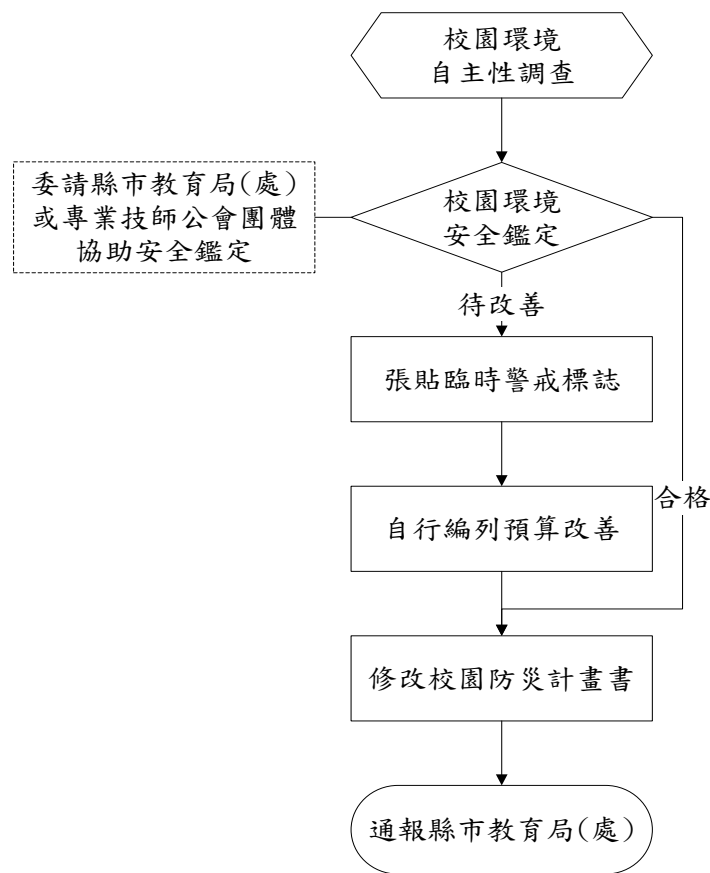 校園環境
自主性調查
委請縣市教育局(處)
或專業技師公會團體
協助安全鑑定
校園環境
安全鑑定
待改善
張貼臨時警戒標誌
合格
自行編列預算改善
修改校園防災計畫書
通報縣市教育局(處)